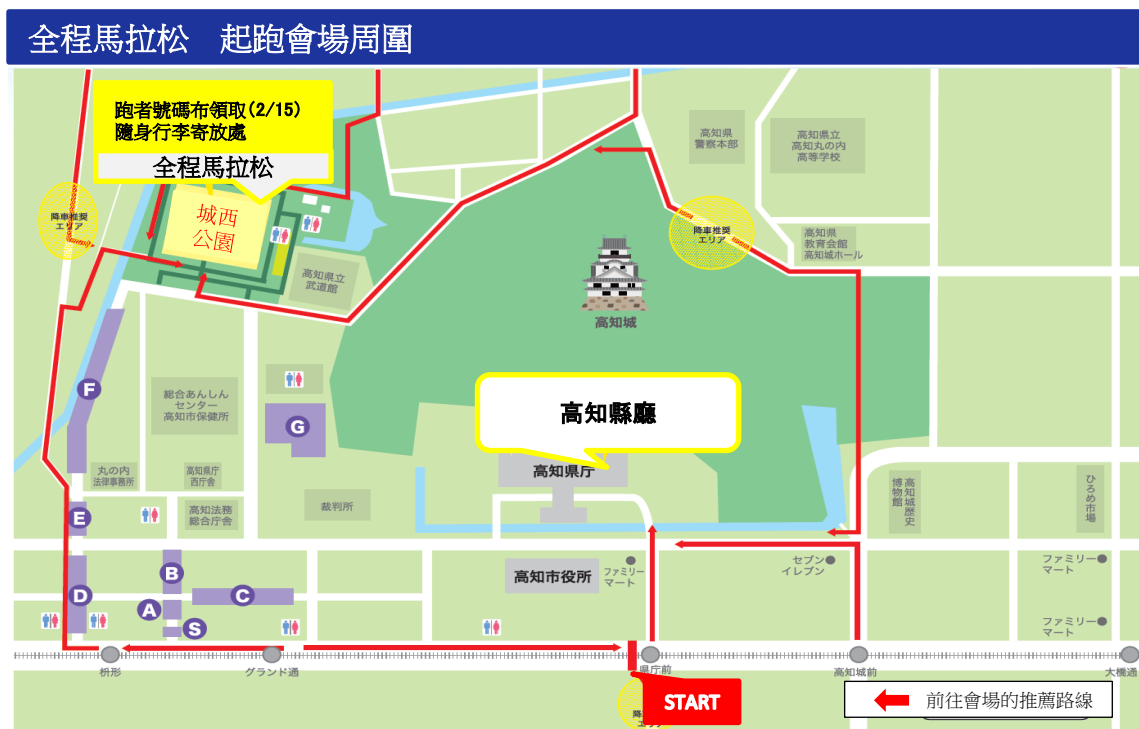 全程馬拉松　起跑會場周圍
跑者號碼布領取(2/15)
隨身行李寄放處
全程馬拉松
城西
公園
降車推奨
エリア
高知県立
武道館
高知県
警察本部
高知県立
高知丸の内
高等学校
降車推奨
エリア
高知県
教育会館
高知城ホール
高知城
F
総合あんしん
センター
高知市保健所
G
高知縣廳
高知県庁
丸の内
法律事務所
高知県庁
西庁舎
E
高知法務
総合庁舎
裁判所
高知城歴史
博物館
ひろめ市場
B
D
C
A
S
高知市役所
ファミリー
マート
セブン
イレブン
ファミリー
マート
ファミリー
マート
枡形
グランド通
県庁前
高知城前
大橋通
START
降
エリア
前往會場的推薦路線